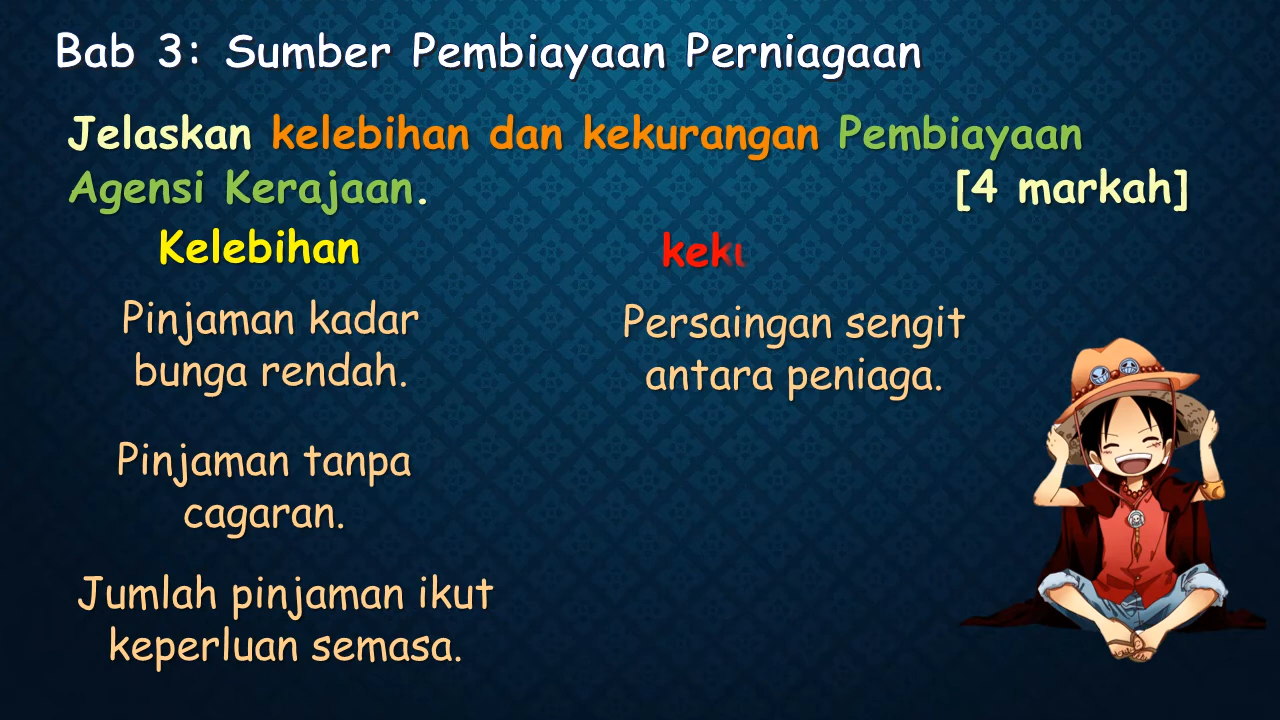 Bab 3: Sumber Pembiayaan Perniagaan
Jelaskan kelebihan dan kekurangan Pembiayaan
Agensi Kerajaan. [4 markah]
Kelebihan
Pinjaman kadar
bunga rendah.
Pinjaman tanpa
cagaran.
Jumlah pinjaman ikut
keperluan semasa.
Persaingan sengit
antara peniaga.